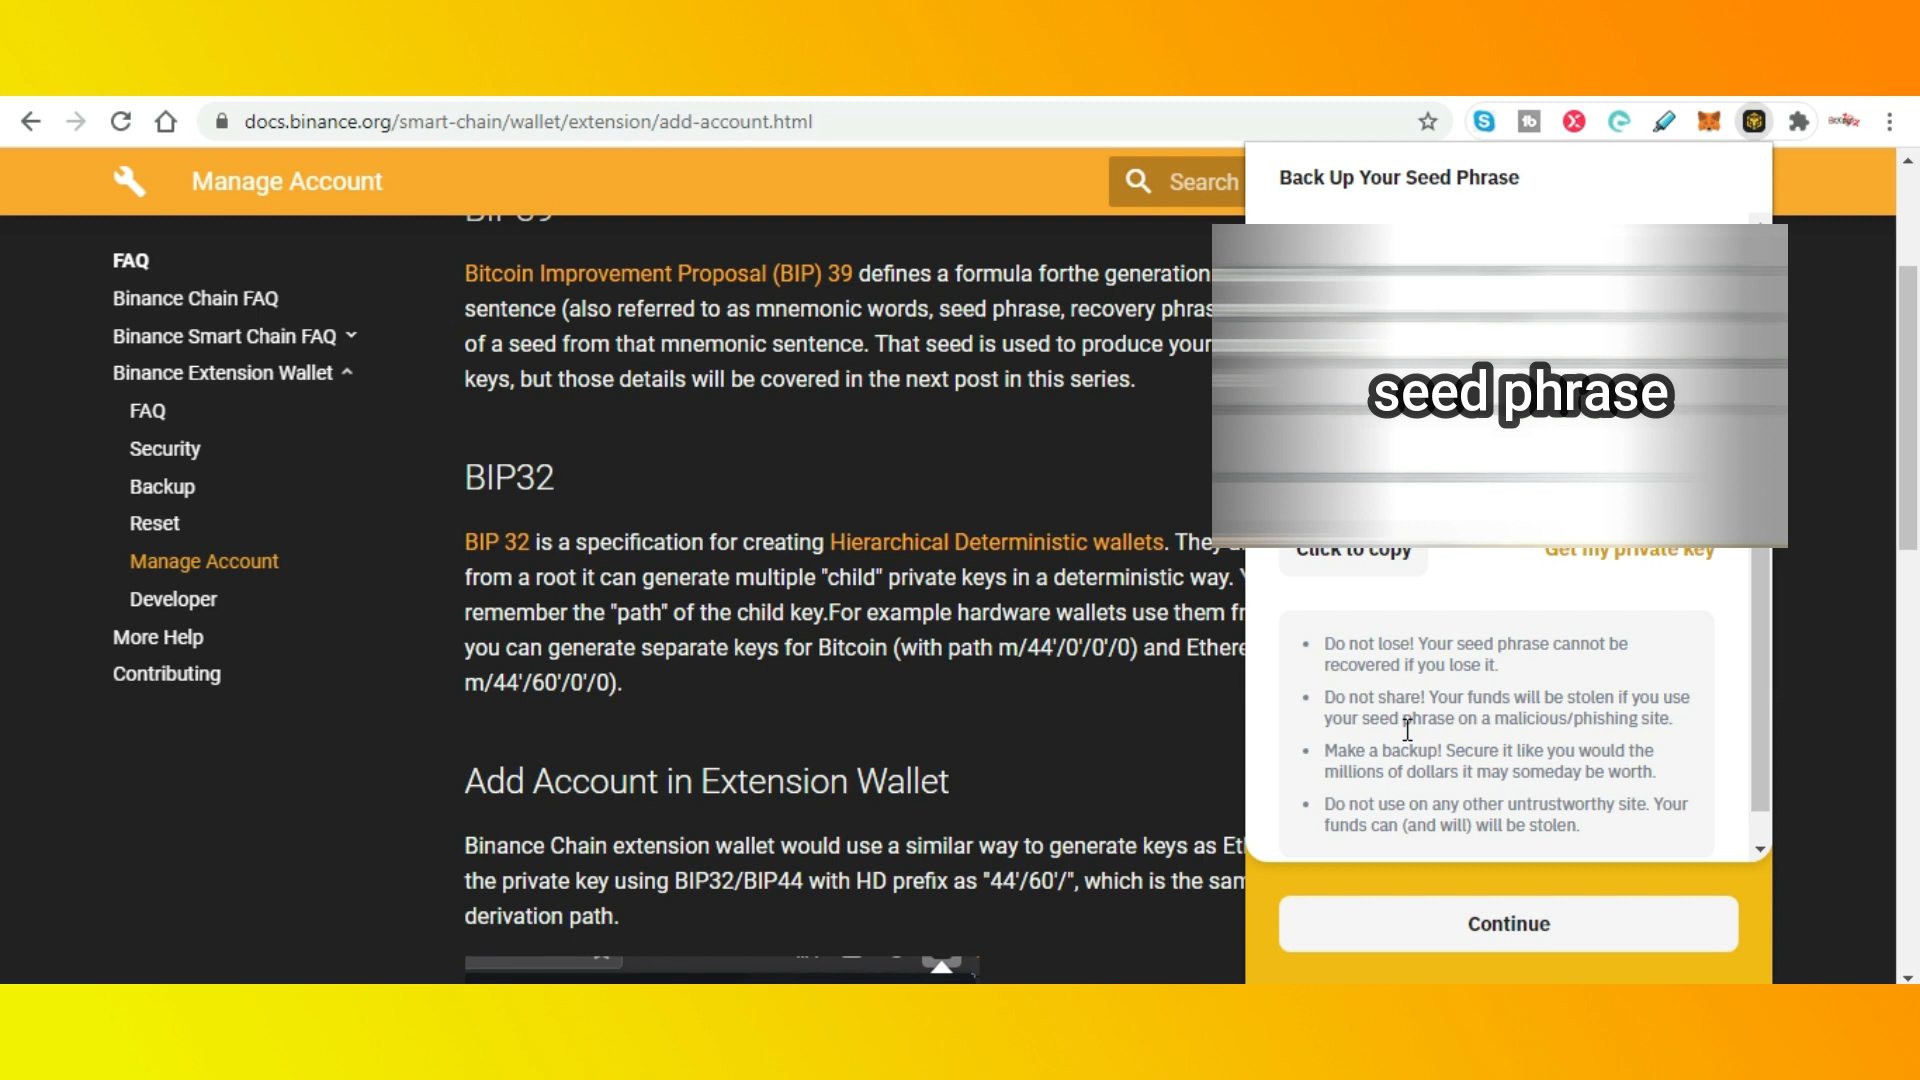 docs.binance.org/smart-chain/wallet/extension/add-account.html
Manage Account
Search
FAQ
Binance Chain FAQ
Binance Smart Chain FAQ
Binance Extension Wallet
FAQ
Security
Backup
Reset
Manage Account
Developer
More Help
Contributing
Bitcoin Improvement Proposal (BIP) 39 defines a formula forthe generation
sentence (also referred to as mnemonic words, seed phrase, recovery phras
of a seed from that mnemonic sentence. That seed is used to produce your
keys, but those details will be covered in the next post in this series.
BIP32
BIP 32 is a specification for creating Hierarchical Deterministic wallets. They
from a root it can generate multiple "child" private keys in a deterministic way.
remember the "path" of the child key.For example hardware wallets use them fr
you can generate separate keys for Bitcoin (with path m/44'/0'/0'/0) and Ethere
m/44'/60'/0'/0).
Add Account in Extension Wallet
Binance Chain extension wallet would use a similar way to generate keys as Et
the private key using BIP32/BIP44 with HD prefix as "44'/60'/", which is the sam
derivation path.
Back Up Your Seed Phrase
seed phrase
Click to copy
Get my private key
Do not lose! Your seed phrase cannot be
recovered if you lose it.
Do not share! Your funds will be stolen if you use
your seed phrase on a malicious/phishing site.
Make a backup! Secure it like you would the
millions of dollars it may someday be worth.
Do not use on any other untrustworthy site. Your
funds can (and will) will be stolen.
Continue